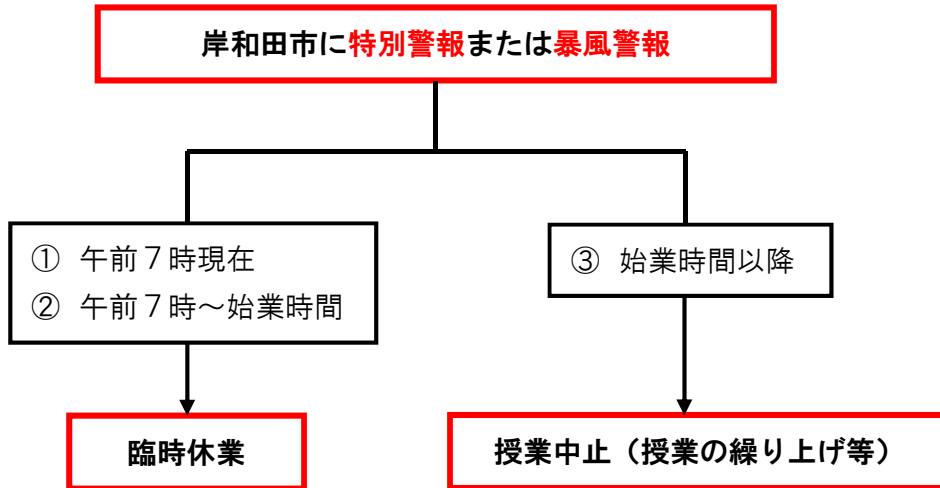 岸和田市に特別警報または暴風警報
① 午前７時現在
② 午前７時～始業時間
③ 始業時間以降
臨時休業
授業中止（授業の繰り上げ等）